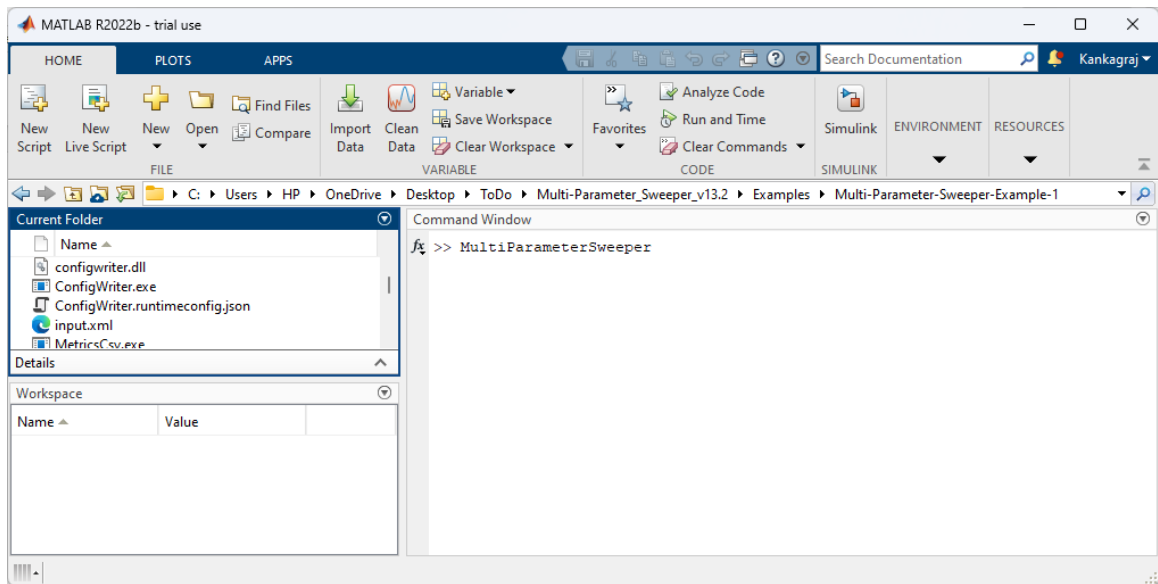 MATLAB R2022b - trial use
HOME PLOTS APPS Search Documentation Kankagraj
New Script
New Live Script
New
Open
Find Files
Compare
FILE
Import Data
Clean Data
Variable
Save Workspace
Clear Workspace
VARIABLE
Favorites
Analyze Code
Run and Time
Clear Commands
CODE
Simulink
SIMULINK
ENVIRONMENT
RESOURCES
C: Users HP OneDrive Desktop ToDo Multi-Parameter_Sweeper_v13.2 Examples Multi-Parameter-Sweeper-Example-1
Current Folder
Name
configwriter.dll
ConfigWriter.exe
ConfigWriter.runtimeconfig.json
input.xml
MetricsCsv.exe
Details
Workspace
Name Value
Command Window
fx >> MultiParameterSweeper